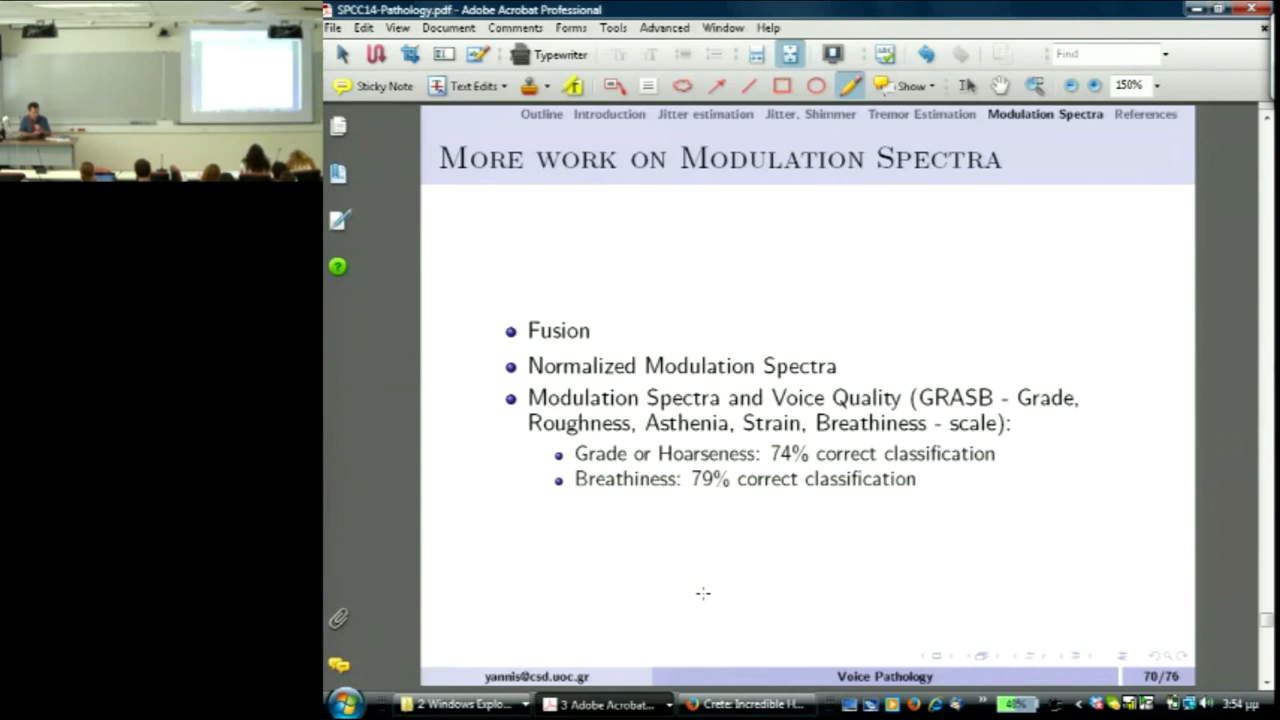 SPCC14-Pathology.pdf - Adobe Acrobat Professional
File Edit View Document Comments Forms Tools Advanced Window Help
Typewriter Find
Sticky Note Text Edits Show 150%
Outline Introduction Jitter estimation Jitter, Shimmer Tremor Estimation Modulation Spectra References
More work on Modulation Spectra
Fusion
Normalized Modulation Spectra
Modulation Spectra and Voice Quality (GRASB - Grade,
Roughness, Asthenia, Strain, Breathiness - scale):
Grade or Hoarseness: 74% correct classification
Breathiness: 79% correct classification
yannis@csd.uoc.gr Voice Pathology 70/76
2 Windows Explo... 3 Adobe Acrobat... Crete: Incredible H... 3:54 μμ